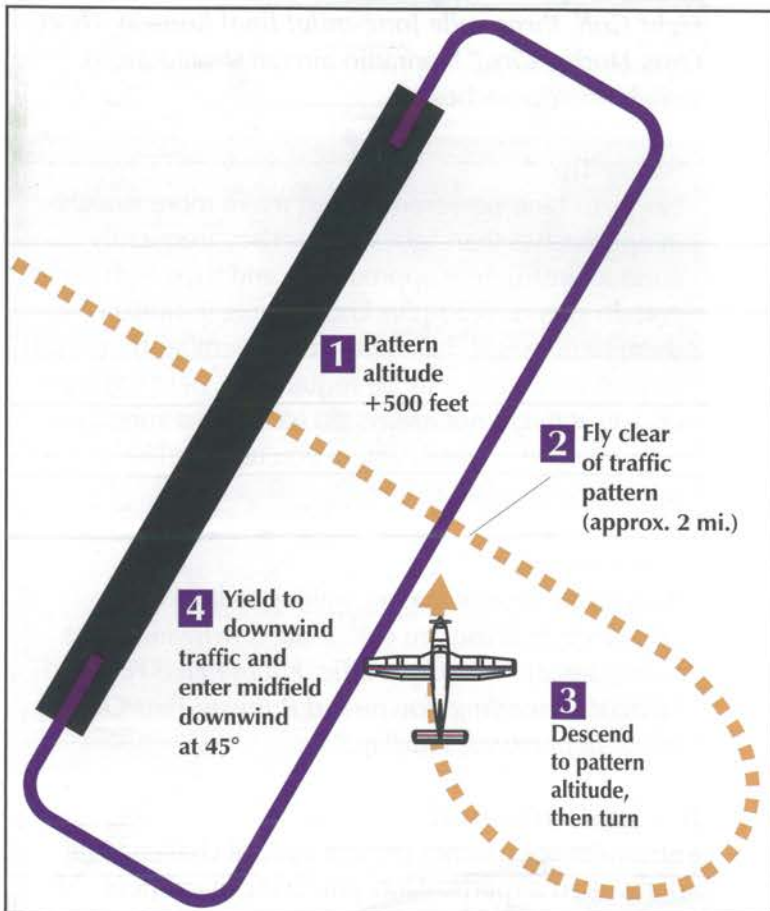 1 Pattern
altitude
+500 feet
2 Fly clear
of traffic
pattern
(approx. 2 mi.)
4 Yield to
downwind
traffic and
enter midfield
downwind
at 45°
3
Descend
to pattern
altitude,
then turn